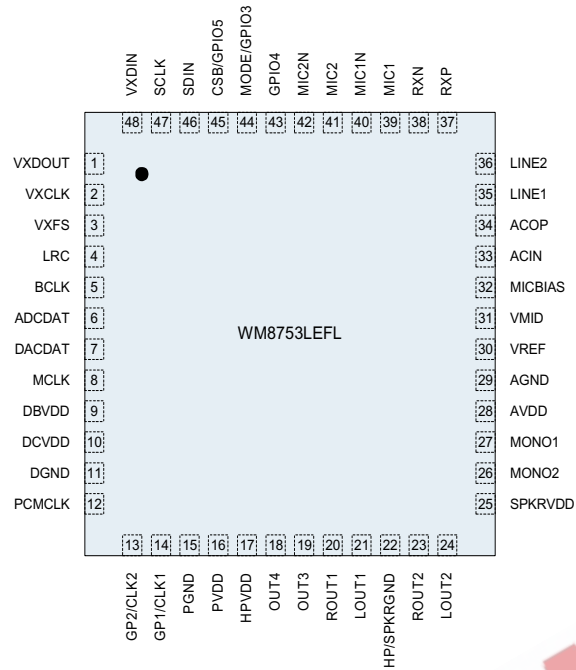 VXDIN SCLK SDIN CSB/GPIO5 MODE/GPIO3 GPIO4 MIC2N MIC2 MIC1N MIC1 RXN RXP
48 47 46 45 44 43 42 41 40 39 38 37
VXDOUT 1 36 LINE2
VXCLK 2 35 LINE1
VXFS 3 34 ACOP
LRC 4 33 ACIN
BCLK 5 32 MICBIAS
ADCDAT 6 31 VMID
WM8753LEFL
DACDAT 7 30 VREF
MCLK 8 29 AGND
DBVDD 9 28 AVDD
DCVDD 10 27 MONO1
DGND 11 26 MONO2
PCMCLK 12 25 SPKRVDD
13 14 15 16 17 18 19 20 21 22 23 24
GP2/CLK2 GP1/CLK1 PGND PVDD HPVDD OUT4 OUT3 ROUT1 LOUT1 HP/SPKRGND ROUT2 LOUT2